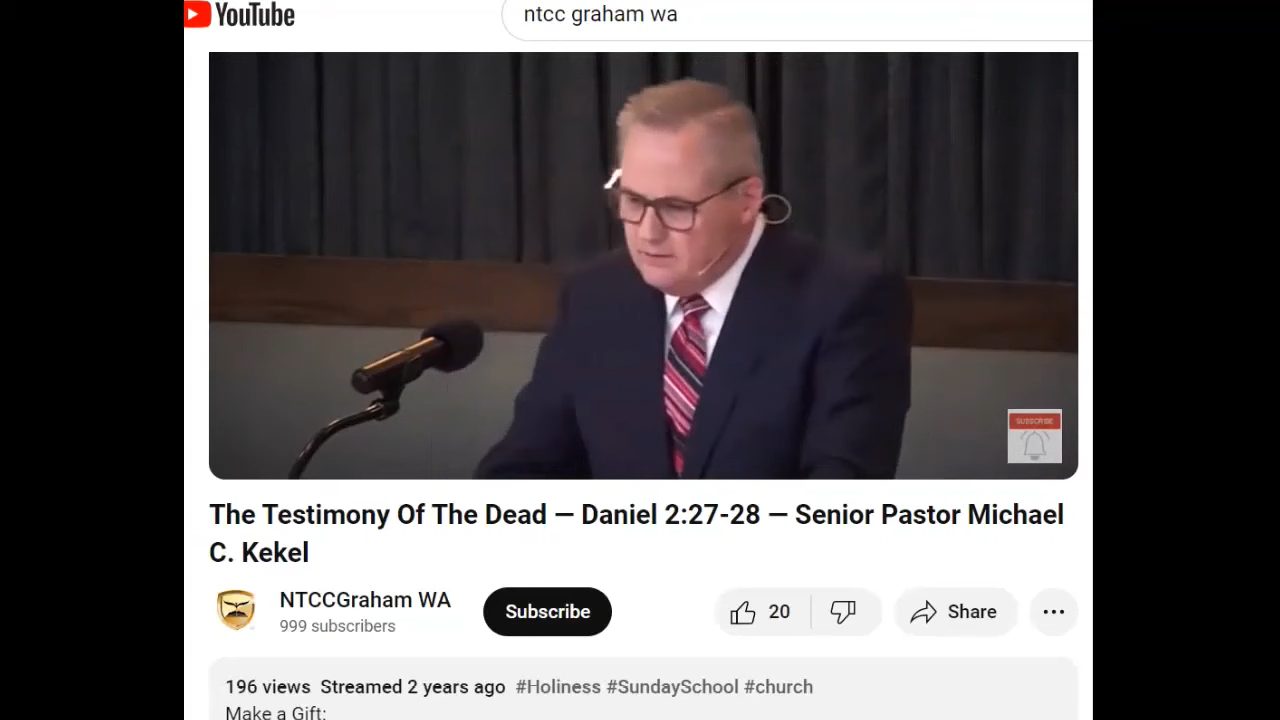 YouTube
ntcc graham wa
SUBSCRIBE
The Testimony Of The Dead — Daniel 2:27-28 — Senior Pastor Michael
C. Kekel
NTCCGraham WA
999 subscribers
Subscribe
20
Share
196 views Streamed 2 years ago #Holiness #SundaySchool #church
Make a Gift: